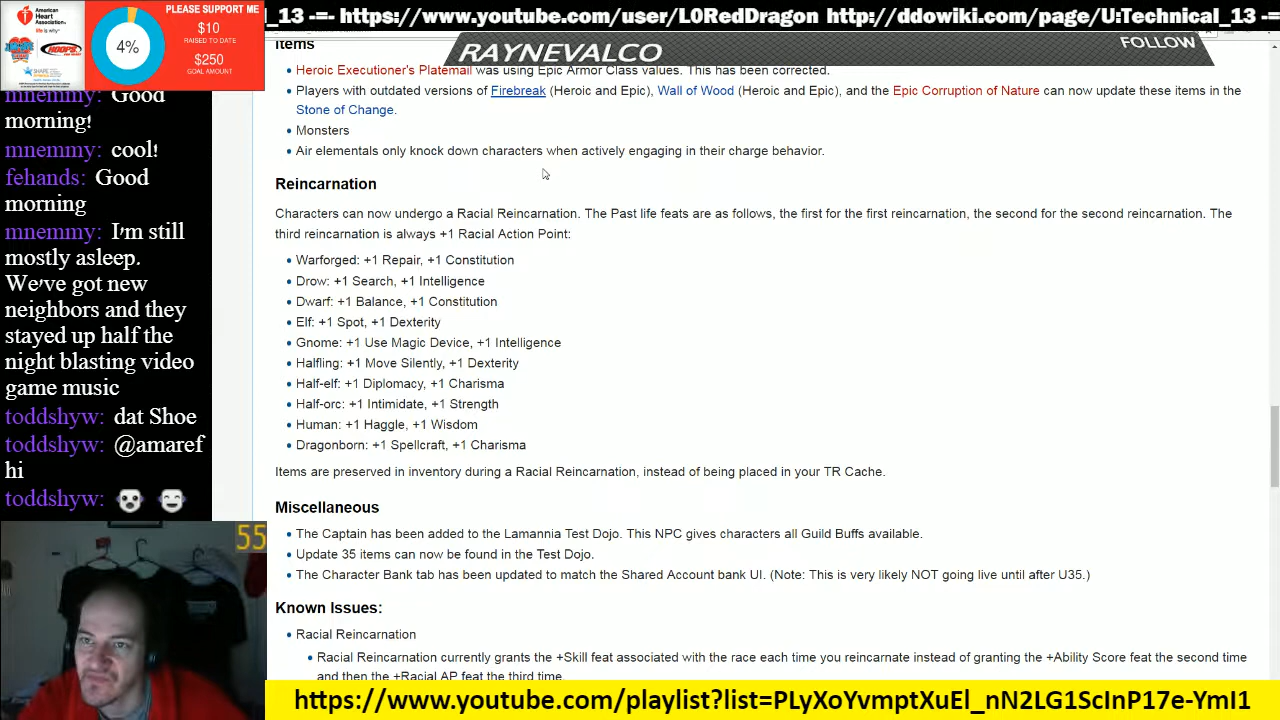 _13 -=- https://www.youtube.com/user/L0RedDragon http://ddowiki.com/page/U:Technical_13 -=
American
Heart
Association
life is why
HOOPS
4%
PLEASE SUPPORT ME
$10
RAISED TO DATE
$250
GOAL AMOUNT
RAYNEVALCO
FOLLOW
mnemmy: Good
morning!
mnemmy: cool!
fehands: Good
morning
mnemmy: I'm still
mostly asleep.
We've got new
neighbors and they
stayed up half the
night blasting video
game music
toddshyw: dat Shoe
toddshyw: @amaref
hi
toddshyw:
55
Items
Heroic Executioner's Platemail was using Epic Armor Class values. This has been corrected.
Players with outdated versions of Firebreak (Heroic and Epic), Wall of Wood (Heroic and Epic), and the Epic Corruption of Nature can now update these items in the
Stone of Change.
Monsters
Air elementals only knock down characters when actively engaging in their charge behavior.
Reincarnation
Characters can now undergo a Racial Reincarnation. The Past life feats are as follows, the first for the first reincarnation, the second for the second reincarnation. The
third reincarnation is always +1 Racial Action Point:
Warforged: +1 Repair, +1 Constitution
Drow: +1 Search, +1 Intelligence
Dwarf: +1 Balance, +1 Constitution
Elf: +1 Spot, +1 Dexterity
Gnome: +1 Use Magic Device, +1 Intelligence
Halfling: +1 Move Silently, +1 Dexterity
Half-elf: +1 Diplomacy, +1 Charisma
Half-orc: +1 Intimidate, +1 Strength
Human: +1 Haggle, +1 Wisdom
Dragonborn: +1 Spellcraft, +1 Charisma
Items are preserved in inventory during a Racial Reincarnation, instead of being placed in your TR Cache.
Miscellaneous
The Captain has been added to the Lamannia Test Dojo. This NPC gives characters all Guild Buffs available.
Update 35 items can now be found in the Test Dojo.
The Character Bank tab has been updated to match the Shared Account bank UI. (Note: This is very likely NOT going live until after U35.)
Known Issues:
Racial Reincarnation
Racial Reincarnation currently grants the +Skill feat associated with the race each time you reincarnate instead of granting the +Ability Score feat the second time
and then the +Racial AP feat the third time.
https://www.youtube.com/playlist?list=PLyXoYvmptXuEl_nN2LG1ScInP17e-YmI1